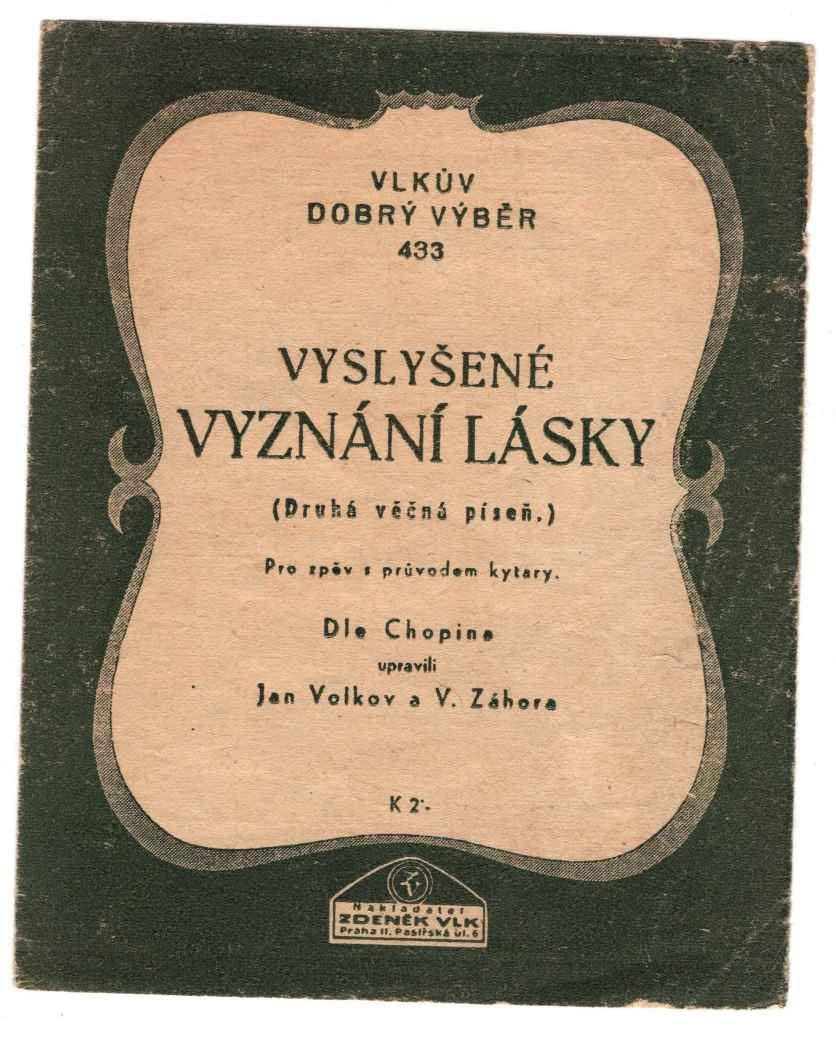 VLKŮV
DOBRÝ VÝBĚR
433
VYSLYŠENÉ
VYZNÁNÍ LÁSKY
(Druhá věčná píseň.)
Pro zpěv s průvodem kytary.
Dle Chopina
upravili
Jan Volkov a V. Záhora
K 2·-
Nakladatel
ZDENĚK VLK
Praha II. Pasířská ul. 6